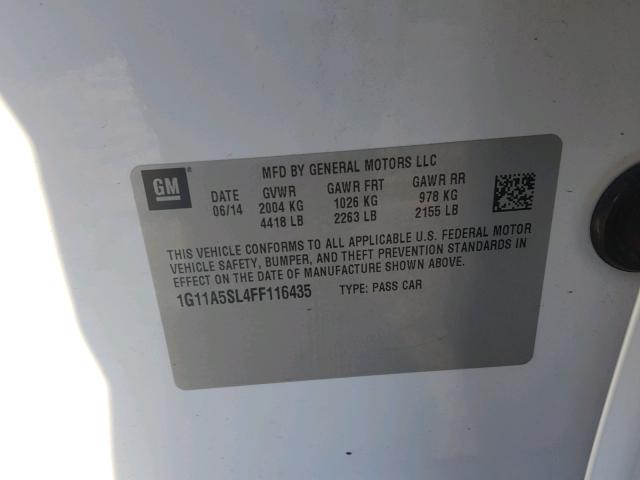 GM
MFD BY GENERAL MOTORS LLC
DATE GVWR GAWR FRT GAWR RR
06/14 2004 KG 1026 KG 978 KG
4418 LB 2263 LB 2155 LB
THIS VEHICLE CONFORMS TO ALL APPLICABLE U.S. FEDERAL MOTOR
VEHICLE SAFETY, BUMPER, AND THEFT PREVENTION STANDARDS IN
EFFECT ON THE DATE OF MANUFACTURE SHOWN ABOVE.
1G11A5SL4FF116435 TYPE: PASS CAR